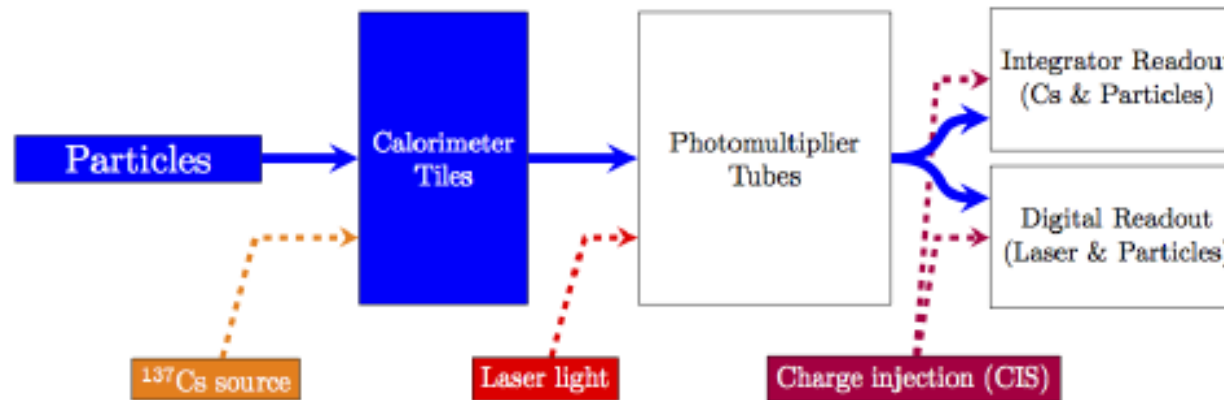 Particles
Calorimeter
Tiles
Photomultiplier
Tubes
Integrator Readout
(Cs & Particles)
Digital Readout
(Laser & Particles)
¹³⁷Cs source
Laser light
Charge injection (CIS)